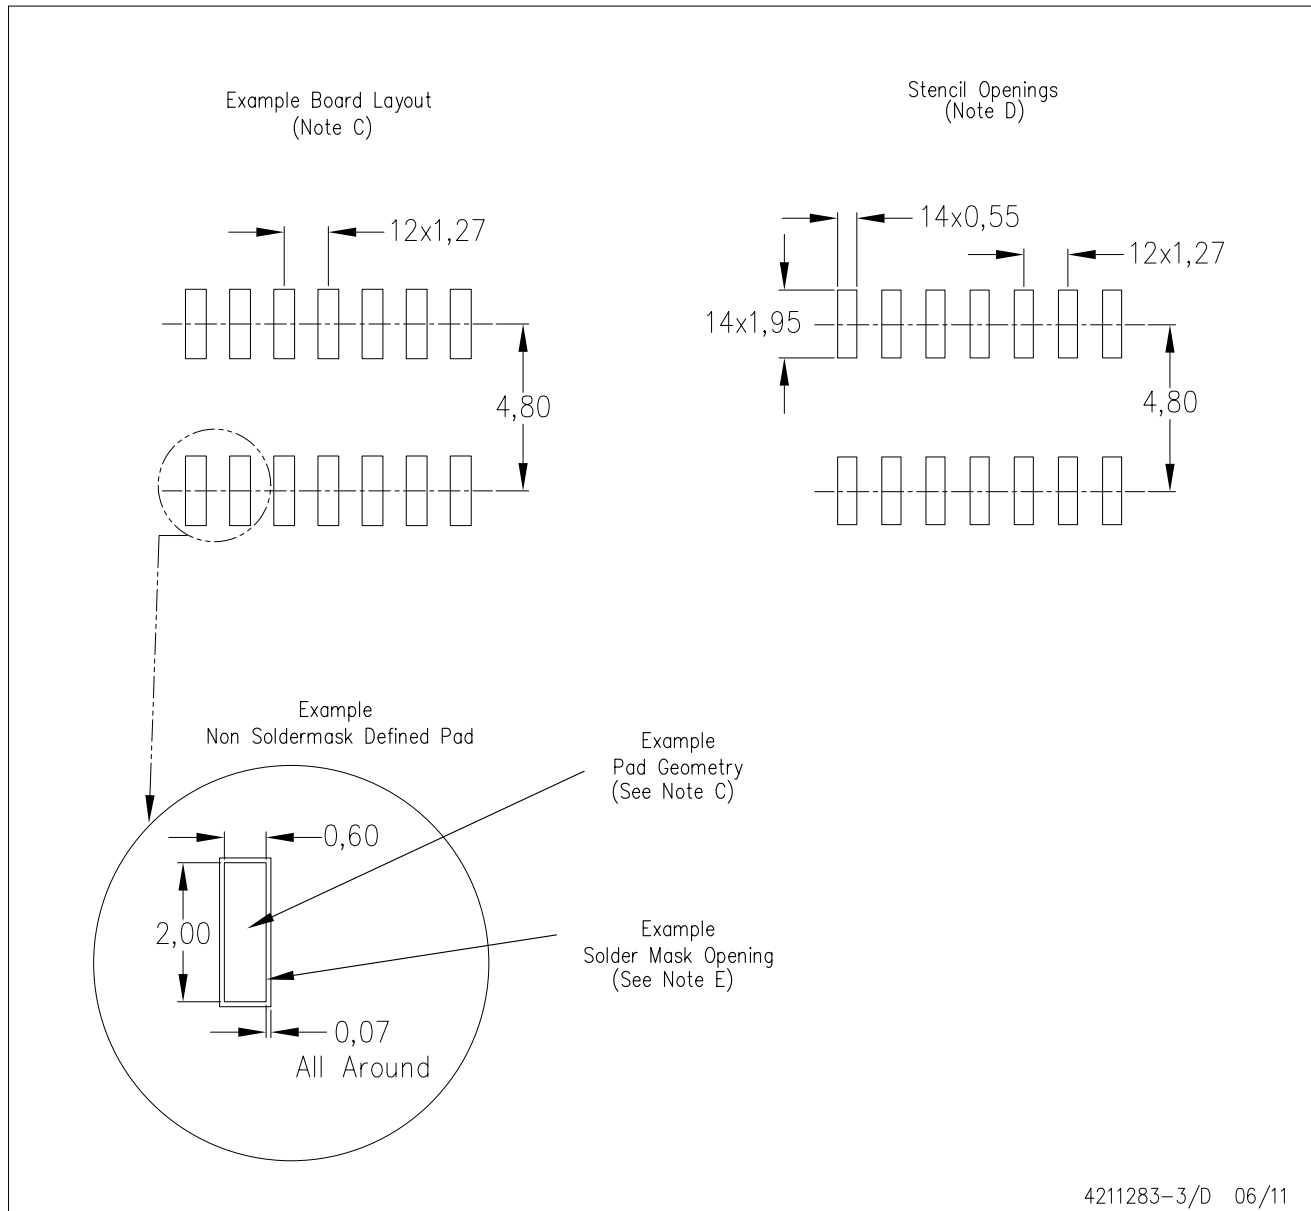 Example Board Layout
(Note C)
Stencil Openings
(Note D)
12x1,27
14x0,55
12x1,27
14x1,95
4,80
4,80
Example
Non Soldermask Defined Pad
Example
Pad Geometry
(See Note C)
0,60
2,00
Example
Solder Mask Opening
(See Note E)
0,07
All Around
4211283-3/D 06/11